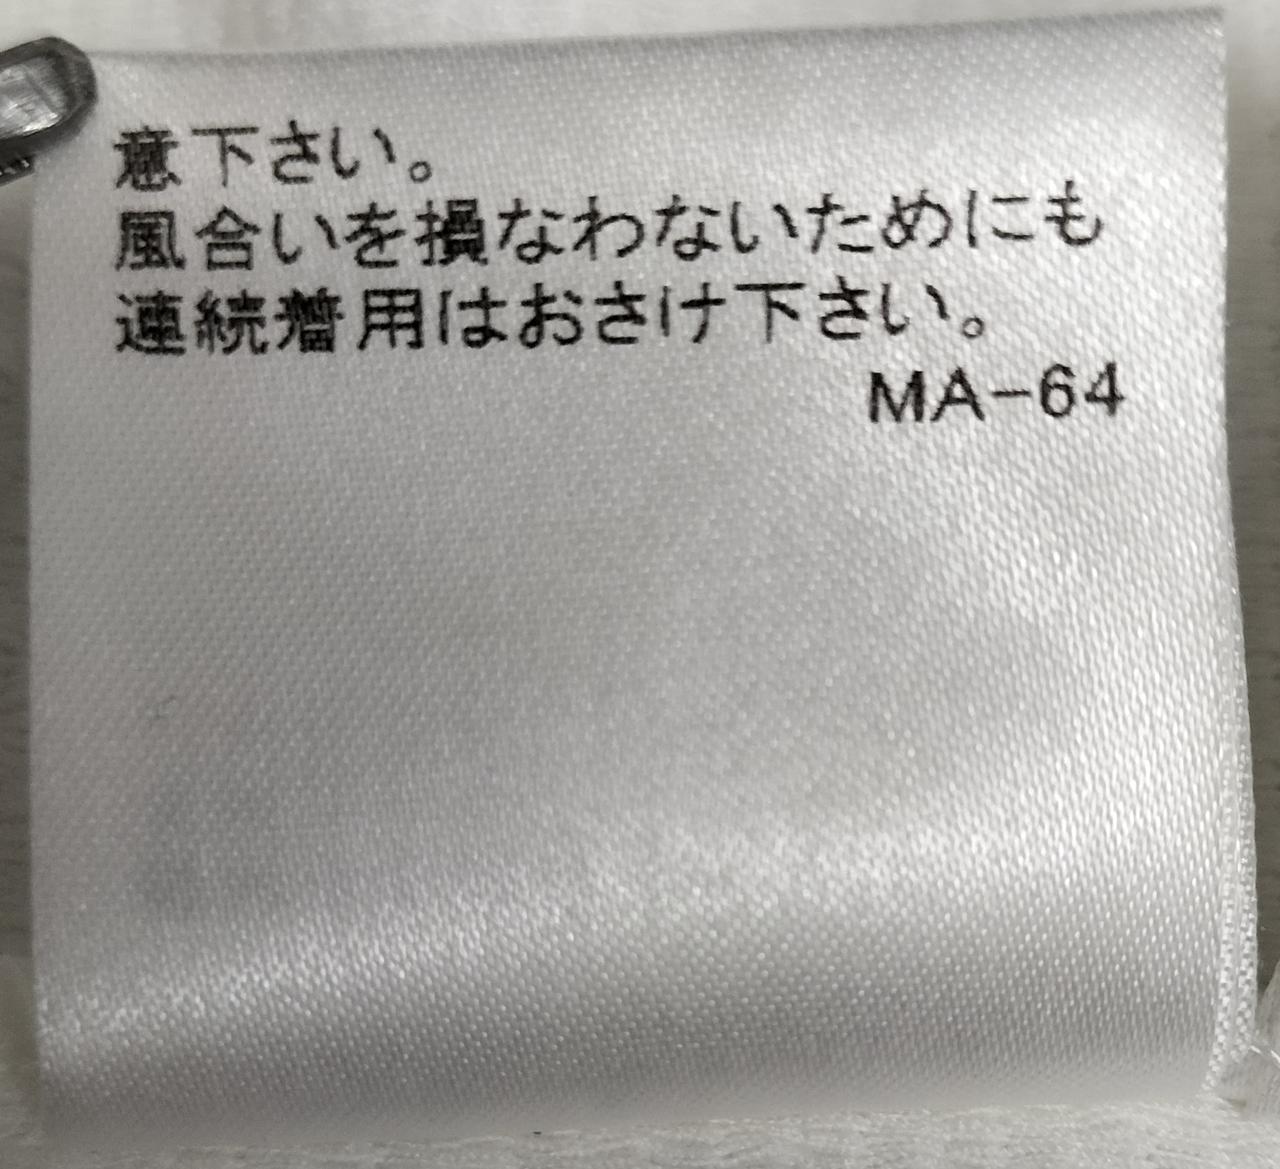 意下さい。
風合いを損なわないためにも
連続着用はおさけ下さい。
MA-64